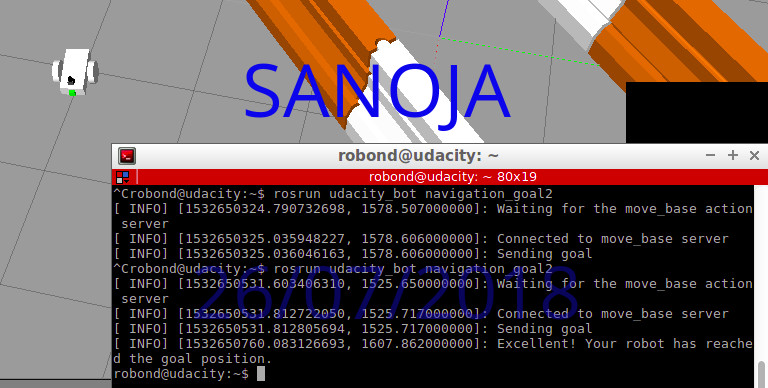 SANOJA
robond@udacity: ~
robond@udacity: ~ 80x19
^Crobond@udacity:~$ rosrun udacity_bot navigation_goal2
[ INFO] [1532650324.790732698, 1578.507000000]: Waiting for the move_base action
 server
[ INFO] [1532650325.035948227, 1578.606000000]: Connected to move_base server
[ INFO] [1532650325.036046163, 1578.606000000]: Sending goal
^Crobond@udacity:~$ rosrun udacity_bot navigation_goal2
[ INFO] [1532650531.603406310, 1525.650000000]: Waiting for the move_base action
 server
26/07/2018
[ INFO] [1532650531.812722050, 1525.717000000]: Connected to move_base server
[ INFO] [1532650531.812805694, 1525.717000000]: Sending goal
[ INFO] [1532650760.083126693, 1607.862000000]: Excellent! Your robot has reache
d the goal position.
robond@udacity:~$